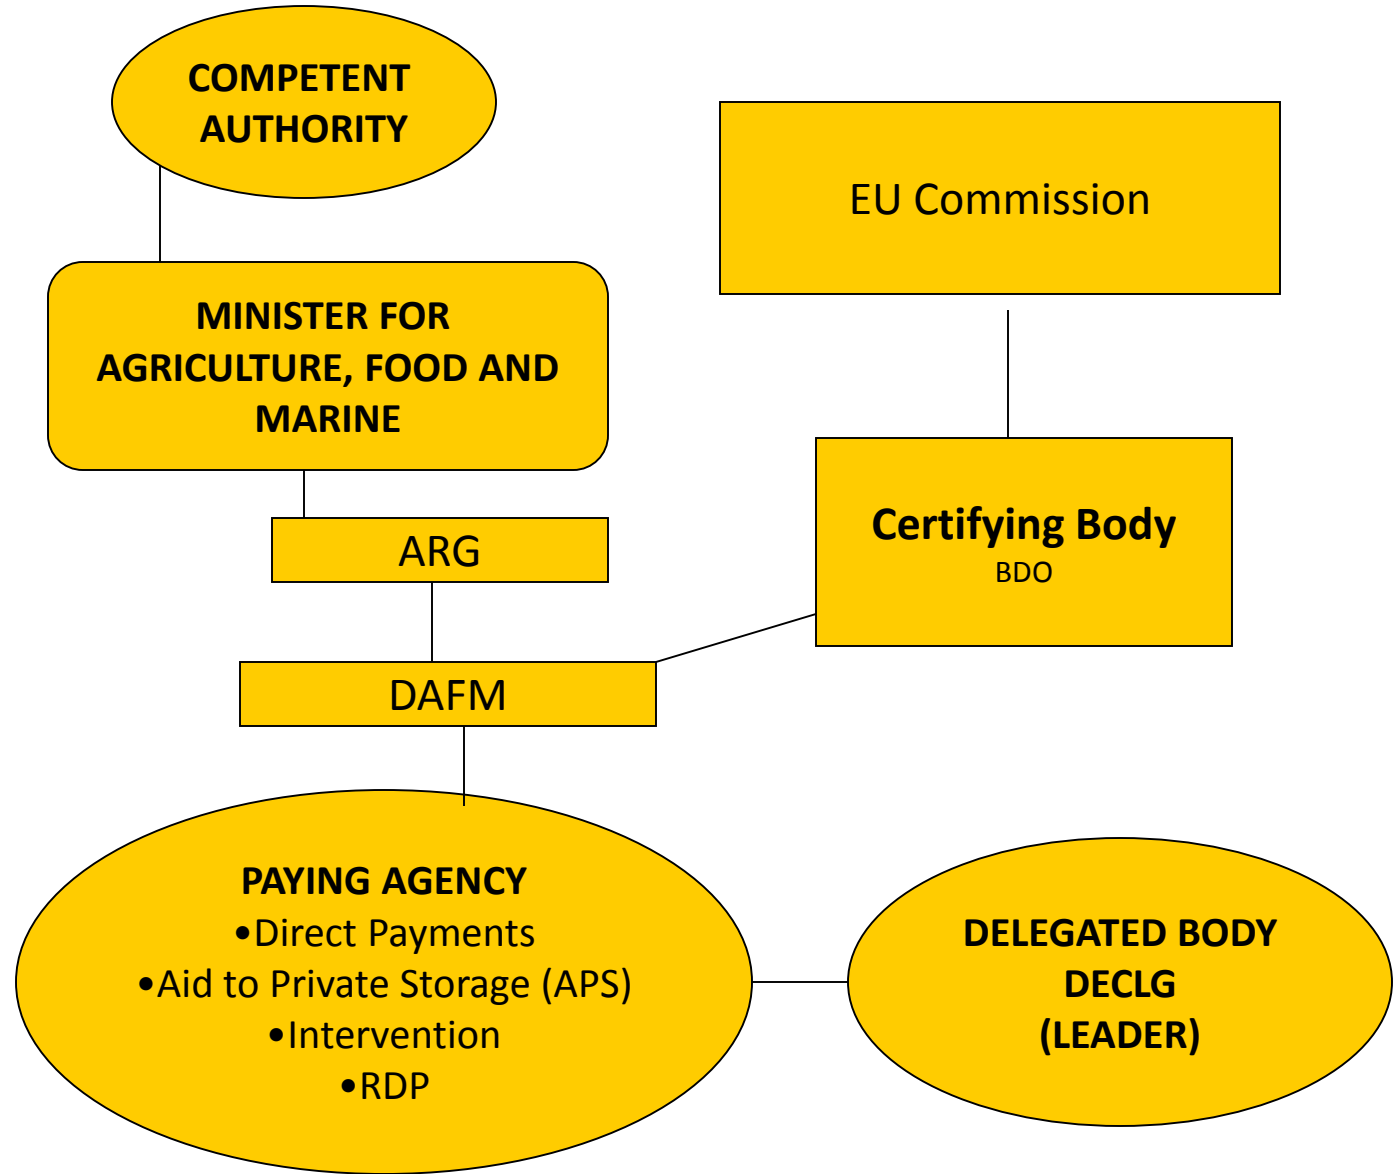 COMPETENT
AUTHORITY
EU Commission
MINISTER FOR
AGRICULTURE, FOOD AND
MARINE
Certifying Body
BDO
ARG
DAFM
PAYING AGENCY
•Direct Payments
•Aid to Private Storage (APS)
•Intervention
•RDP
DELEGATED BODY
DECLG
(LEADER)